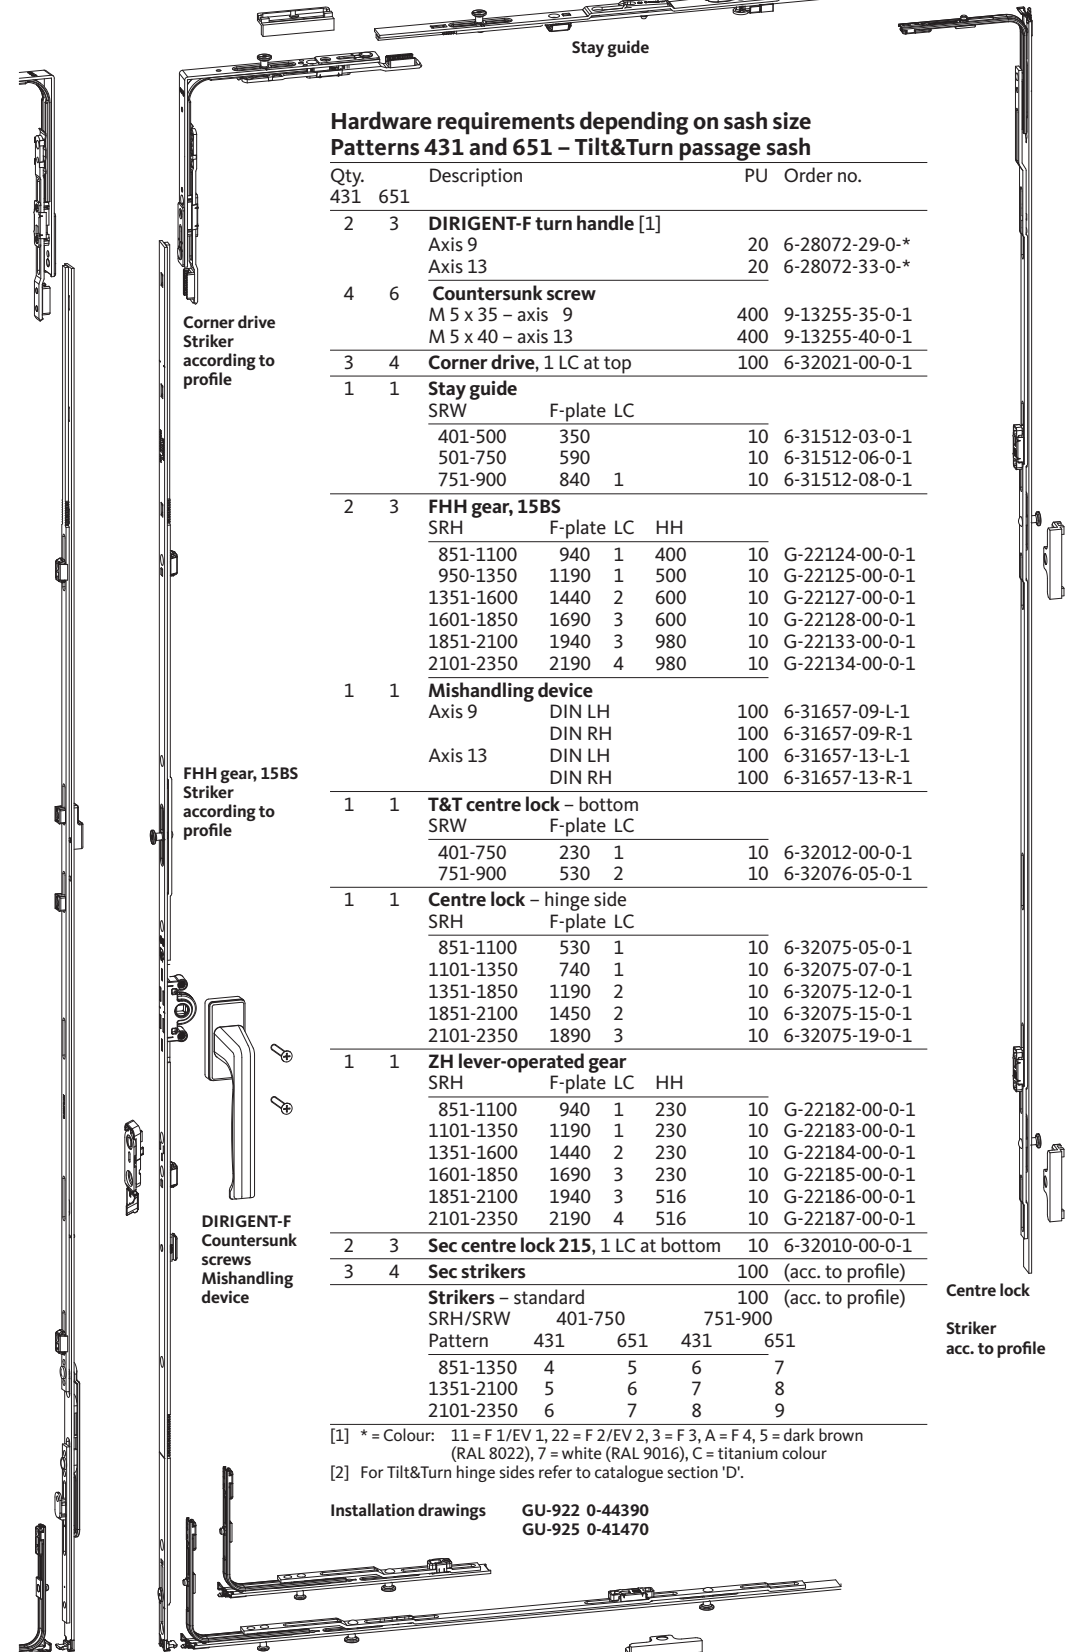 Stay guide
Hardware requirements depending on sash size
Patterns 431 and 651 – Tilt&Turn passage sash
Qty. Description PU Order no.
431 651
2 3 DIRIGENT-F turn handle [1]
Axis 9 20 6-28072-29-0-*
Axis 13 20 6-28072-33-0-*
4 6 Countersunk screw
M 5 x 35 – axis 9 400 9-13255-35-0-1
M 5 x 40 – axis 13 400 9-13255-40-0-1
3 4 Corner drive, 1 LC at top 100 6-32021-00-0-1
1 1 Stay guide
SRW F-plate LC
401-500 350 10 6-31512-03-0-1
501-750 590 10 6-31512-06-0-1
751-900 840 1 10 6-31512-08-0-1
2 3 FHH gear, 15BS
SRH F-plate LC HH
851-1100 940 1 400 10 G-22124-00-0-1
950-1350 1190 1 500 10 G-22125-00-0-1
1351-1600 1440 2 600 10 G-22127-00-0-1
1601-1850 1690 3 600 10 G-22128-00-0-1
1851-2100 1940 3 980 10 G-22133-00-0-1
2101-2350 2190 4 980 10 G-22134-00-0-1
1 1 Mishandling device
Axis 9 DIN LH 100 6-31657-09-L-1
DIN RH 100 6-31657-09-R-1
Axis 13 DIN LH 100 6-31657-13-L-1
DIN RH 100 6-31657-13-R-1
1 1 T&T centre lock – bottom
SRW F-plate LC
401-750 230 1 10 6-32012-00-0-1
751-900 530 2 10 6-32076-05-0-1
1 1 Centre lock – hinge side
SRH F-plate LC
851-1100 530 1 10 6-32075-05-0-1
1101-1350 740 1 10 6-32075-07-0-1
1351-1850 1190 2 10 6-32075-12-0-1
1851-2100 1450 2 10 6-32075-15-0-1
2101-2350 1890 3 10 6-32075-19-0-1
1 1 ZH lever-operated gear
SRH F-plate LC HH
851-1100 940 1 230 10 G-22182-00-0-1
1101-1350 1190 1 230 10 G-22183-00-0-1
1351-1600 1440 2 230 10 G-22184-00-0-1
1601-1850 1690 3 230 10 G-22185-00-0-1
1851-2100 1940 3 516 10 G-22186-00-0-1
2101-2350 2190 4 516 10 G-22187-00-0-1
2 3 Sec centre lock 215, 1 LC at bottom 10 6-32010-00-0-1
3 4 Sec strikers 100 (acc. to profile)
Strikers – standard 100 (acc. to profile)
SRH/SRW 401-750 751-900
Pattern 431 651 431 651
851-1350 4 5 6 7
1351-2100 5 6 7 8
2101-2350 6 7 8 9
[1] * = Colour: 11 = F 1/EV 1, 22 = F 2/EV 2, 3 = F 3, A = F 4, 5 = dark brown
(RAL 8022), 7 = white (RAL 9016), C = titanium colour
[2] For Tilt&Turn hinge sides refer to catalogue section 'D'.
Installation drawings GU-922 0-44390
GU-925 0-41470
Corner drive
Striker
according to
profile
FHH gear, 15BS
Striker
according to
profile
DIRIGENT-F
Countersunk
screws
Mishandling
device
Centre lock
Striker
acc. to profile